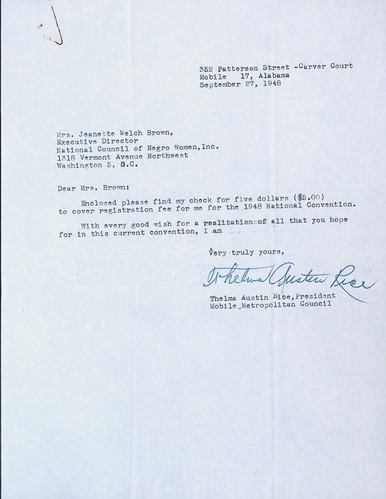 352 Patterson Street -Carver Court
Mobile 17, Alabama
September 27, 1948
Mrs. Jeanette Welch Brown,
Executive Director
National Council of Negro Women,Inc.
1318 Vermont Avenue Northwest
Washington 5, D.C.
Dear Mrs. Brown:
Enclosed please find my check for five dollars ($5.00)
to cover registration fee for me for the 1948 National Convention.
With every good wish for a realization of all that you hope
for in this current convention, I am
Very truly yours,
Thelma Austin Rice
Thelma Austin Rice,President
Mobile Metropolitan Council